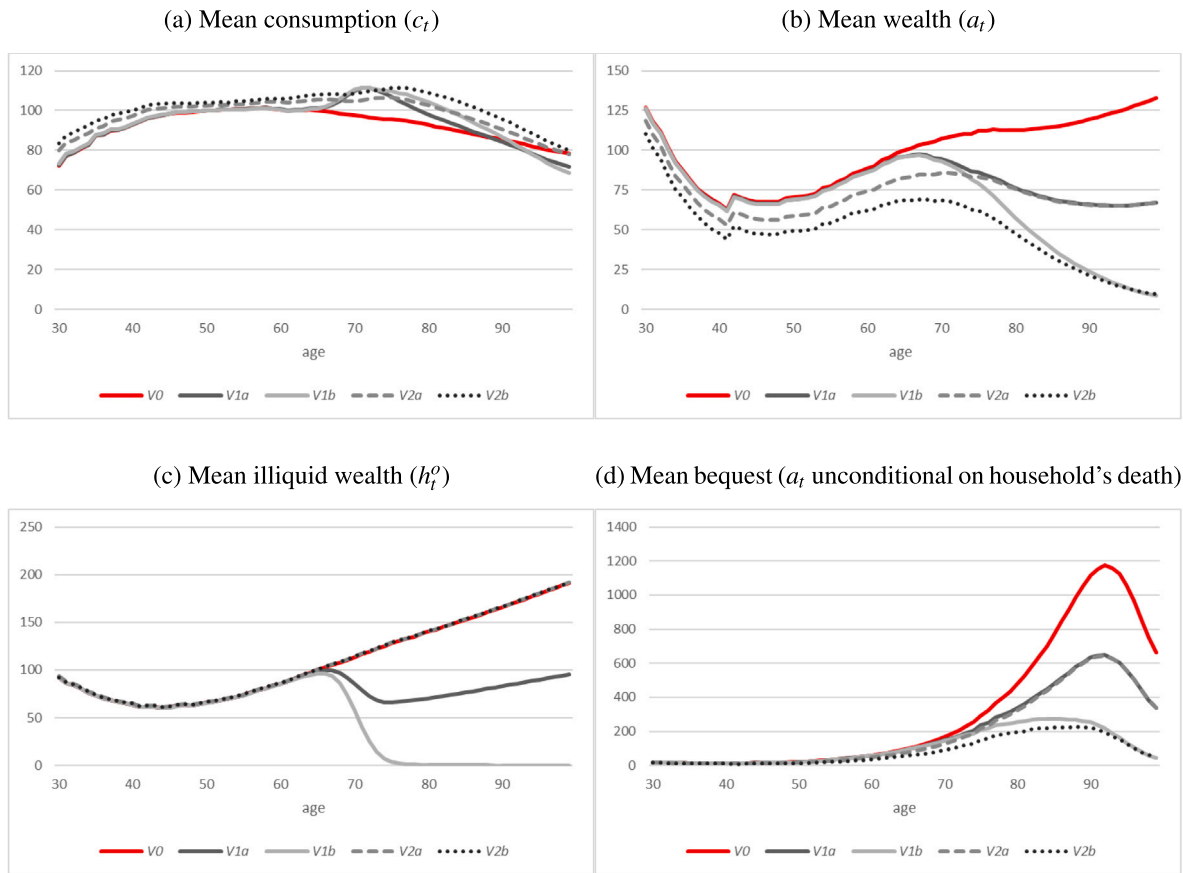 (a) Mean consumption (cₜ)
120
100
80
60
40
20
0
30 40 50 60 70 80 90
age
V0 V1a V1b V2a V2b
(b) Mean wealth (aₜ)
150
125
100
75
50
25
0
30 40 50 60 70 80 90
age
V0 V1a V1b V2a V2b
(c) Mean illiquid wealth (hₜᵒ)
250
200
150
100
50
0
30 40 50 60 70 80 90
age
V0 V1a V1b V2a V2b
(d) Mean bequest (aₜ unconditional on household's death)
1400
1200
1000
800
600
400
200
0
30 40 50 60 70 80 90
age
V0 V1a V1b V2a V2b